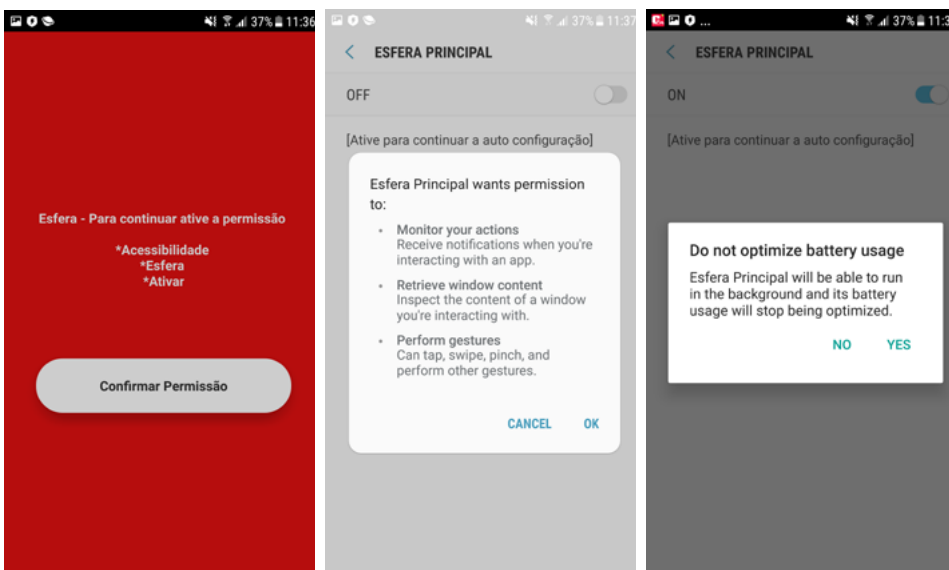 37% 11:36
Esfera - Para continuar ative a permissão
*Acessibilidade
*Esfera
*Ativar
Confirmar Permissão
37% 11:37
ESFERA PRINCIPAL
OFF
[Ative para continuar a auto configuração]
Esfera Principal wants permission
to:
Monitor your actions
Receive notifications when you're
interacting with an app.
Retrieve window content
Inspect the content of a window
you're interacting with.
Perform gestures
Can tap, swipe, pinch, and
perform other gestures.
CANCEL OK
... 37% 11:3
ESFERA PRINCIPAL
ON
[Ative para continuar a auto configuração]
Do not optimize battery usage
Esfera Principal will be able to run
in the background and its battery
usage will stop being optimized.
NO YES